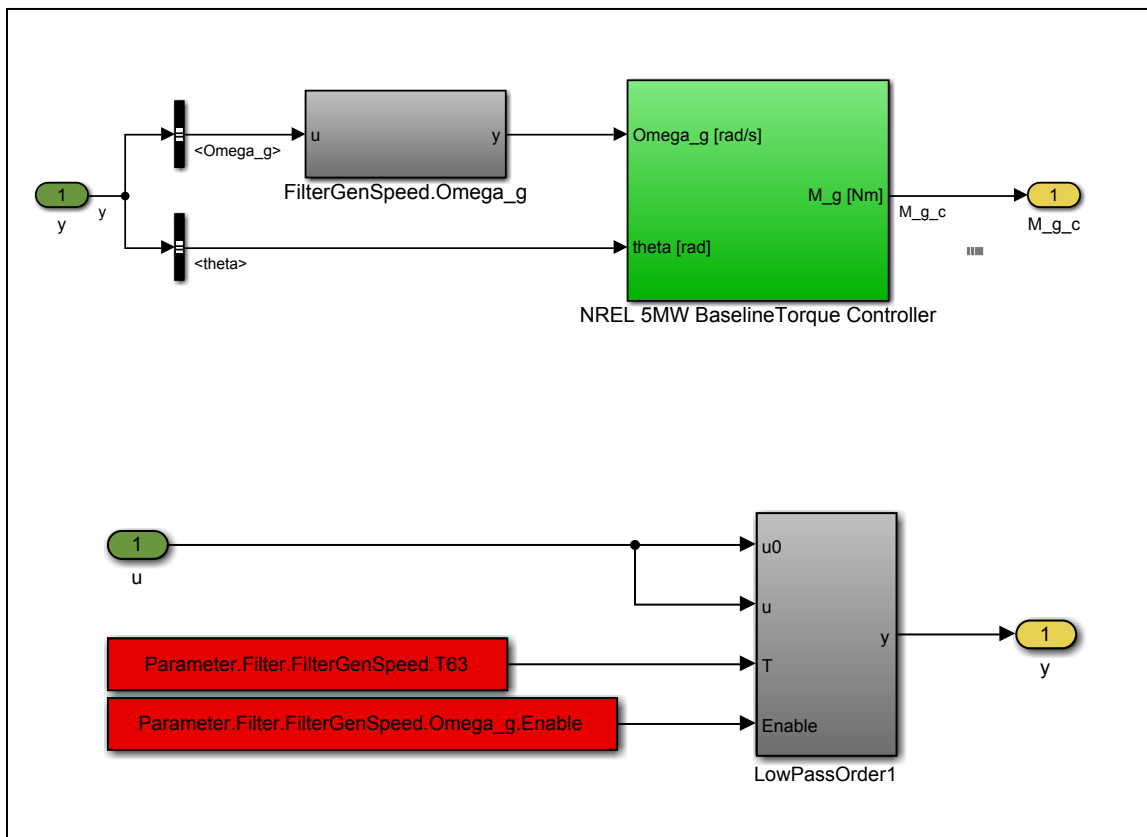 <Omega_g>
u
y
FilterGenSpeed.Omega_g
Omega_g [rad/s]
M_g [Nm]
theta [rad]
NREL 5MW BaselineTorque Controller
1
y
y
<theta>
M_g_c
1
M_g_c
1
u
Parameter.Filter.FilterGenSpeed.T63
Parameter.Filter.FilterGenSpeed.Omega_g.Enable
u0
u
T
Enable
y
LowPassOrder1
1
y